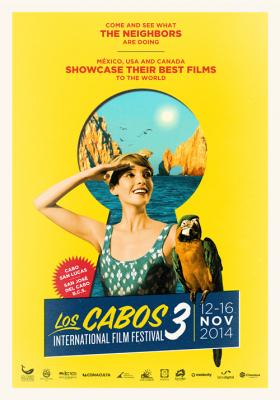 COME AND SEE WHAT
THE NEIGHBORS
ARE DOING
MÉXICO, USA AND CANADA
SHOWCASE THEIR BEST FILMS
TO THE WORLD
CABO
SAN LUCAS
SAN JOSÉ
DEL CABO
B.C.S.
LOS CABOS 3
INTERNATIONAL FILM FESTIVAL
12-16
NOV
2014
CONACULTA